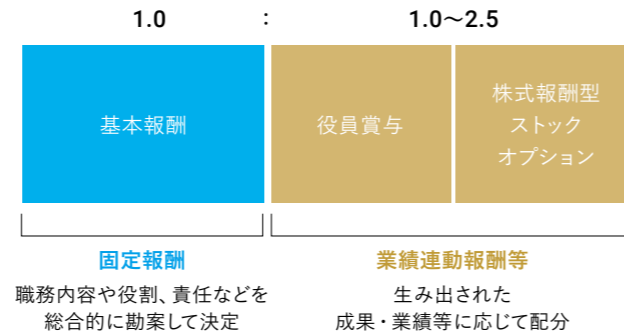 1.0 : 1.0～2.5
基本報酬
役員賞与
株式報酬型
ストック
オプション
固定報酬
職務内容や役割、責任などを
総合的に勘案して決定
業績連動報酬等
生み出された
成果・業績等に応じて配分